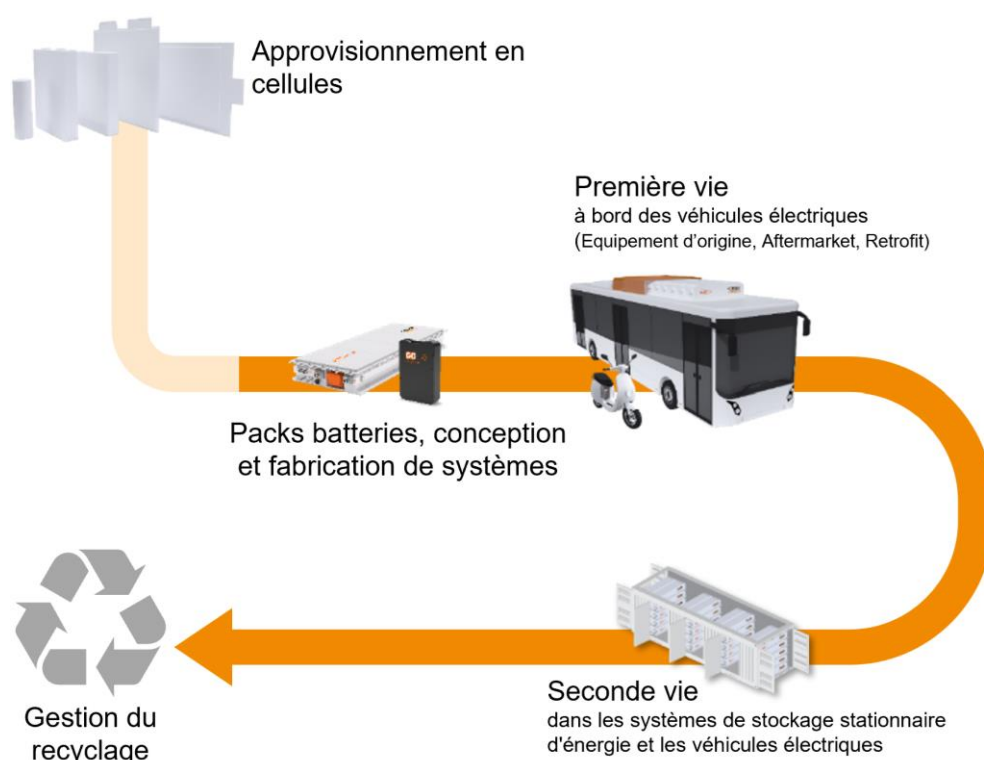 Approvisionnement en
cellules
Première vie
à bord des véhicules électriques
(Equipement d'origine, Aftermarket, Retrofit)
Packs batteries, conception
et fabrication de systèmes
Seconde vie
dans les systèmes de stockage stationnaire
d'énergie et les véhicules électriques
Gestion du
recyclage